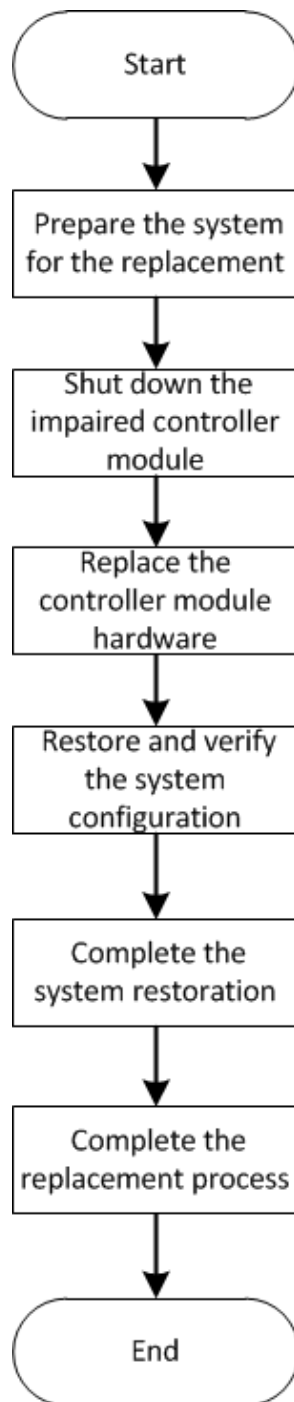 Start
Prepare the system
for the replacement
Shut down the
impaired controller
module
Replace the
controller module
hardware
Restore and verify
the system
configuration
Complete the
system restoration
Complete the
replacement process
End